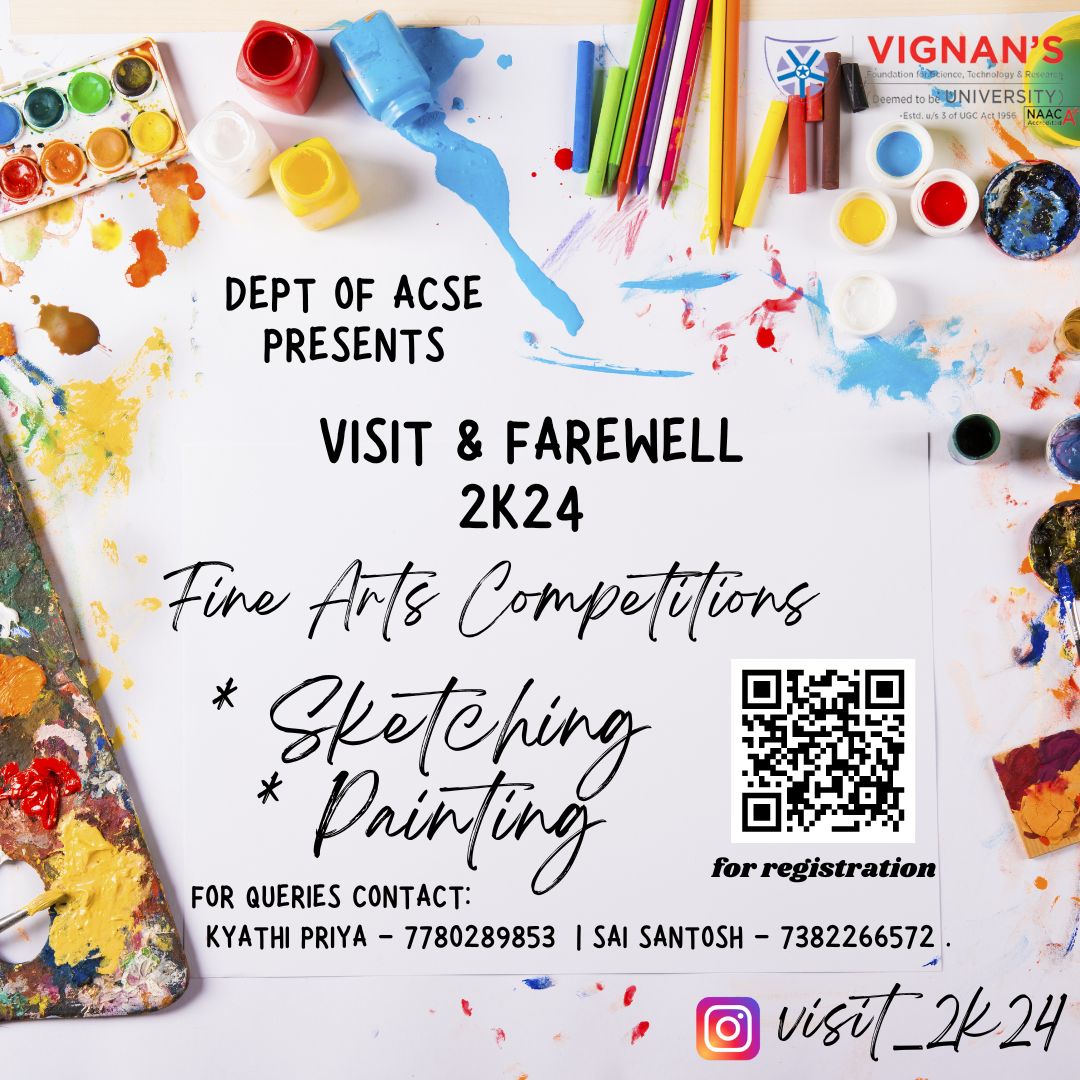 VIGNAN'S
Foundation for Science, Technology & Research
(Deemed to be UNIVERSITY)
-Estd. u/s 3 of UGC Act 1956
NAAC A
Accredited
DEPT OF ACSE
PRESENTS
VISIT & FAREWELL
2K24
Fine Arts Competitions
* Sketching
* Painting
for registration
FOR QUERIES CONTACT:
KYATHI PRIYA - 7780289853 | SAI SANTOSH - 7382266572 .
visit_2k24